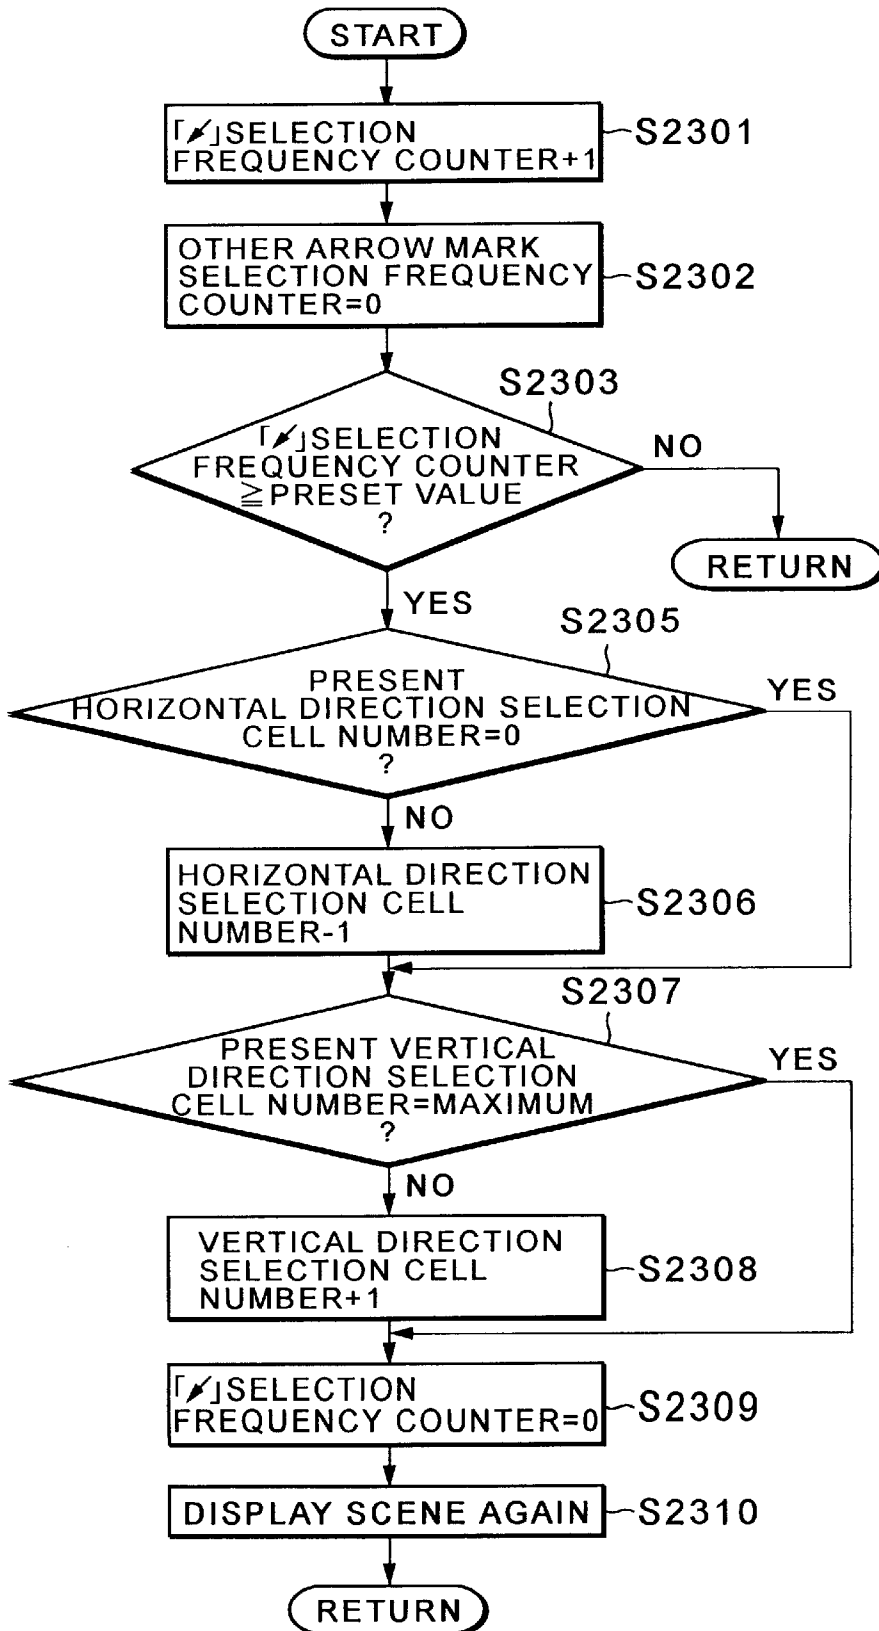 START
「↙」SELECTION
FREQUENCY COUNTER+1
S2301
OTHER ARROW MARK
SELECTION FREQUENCY
COUNTER=0
S2302
S2303
「↙」SELECTION
FREQUENCY COUNTER
≧PRESET VALUE
?
NO
RETURN
YES
S2305
PRESENT
HORIZONTAL DIRECTION SELECTION
CELL NUMBER=0
?
YES
NO
HORIZONTAL DIRECTION
SELECTION CELL
NUMBER-1
S2306
S2307
PRESENT VERTICAL
DIRECTION SELECTION
CELL NUMBER=MAXIMUM
?
YES
NO
VERTICAL DIRECTION
SELECTION CELL
NUMBER+1
S2308
「↙」SELECTION
FREQUENCY COUNTER=0
S2309
DISPLAY SCENE AGAIN
S2310
RETURN